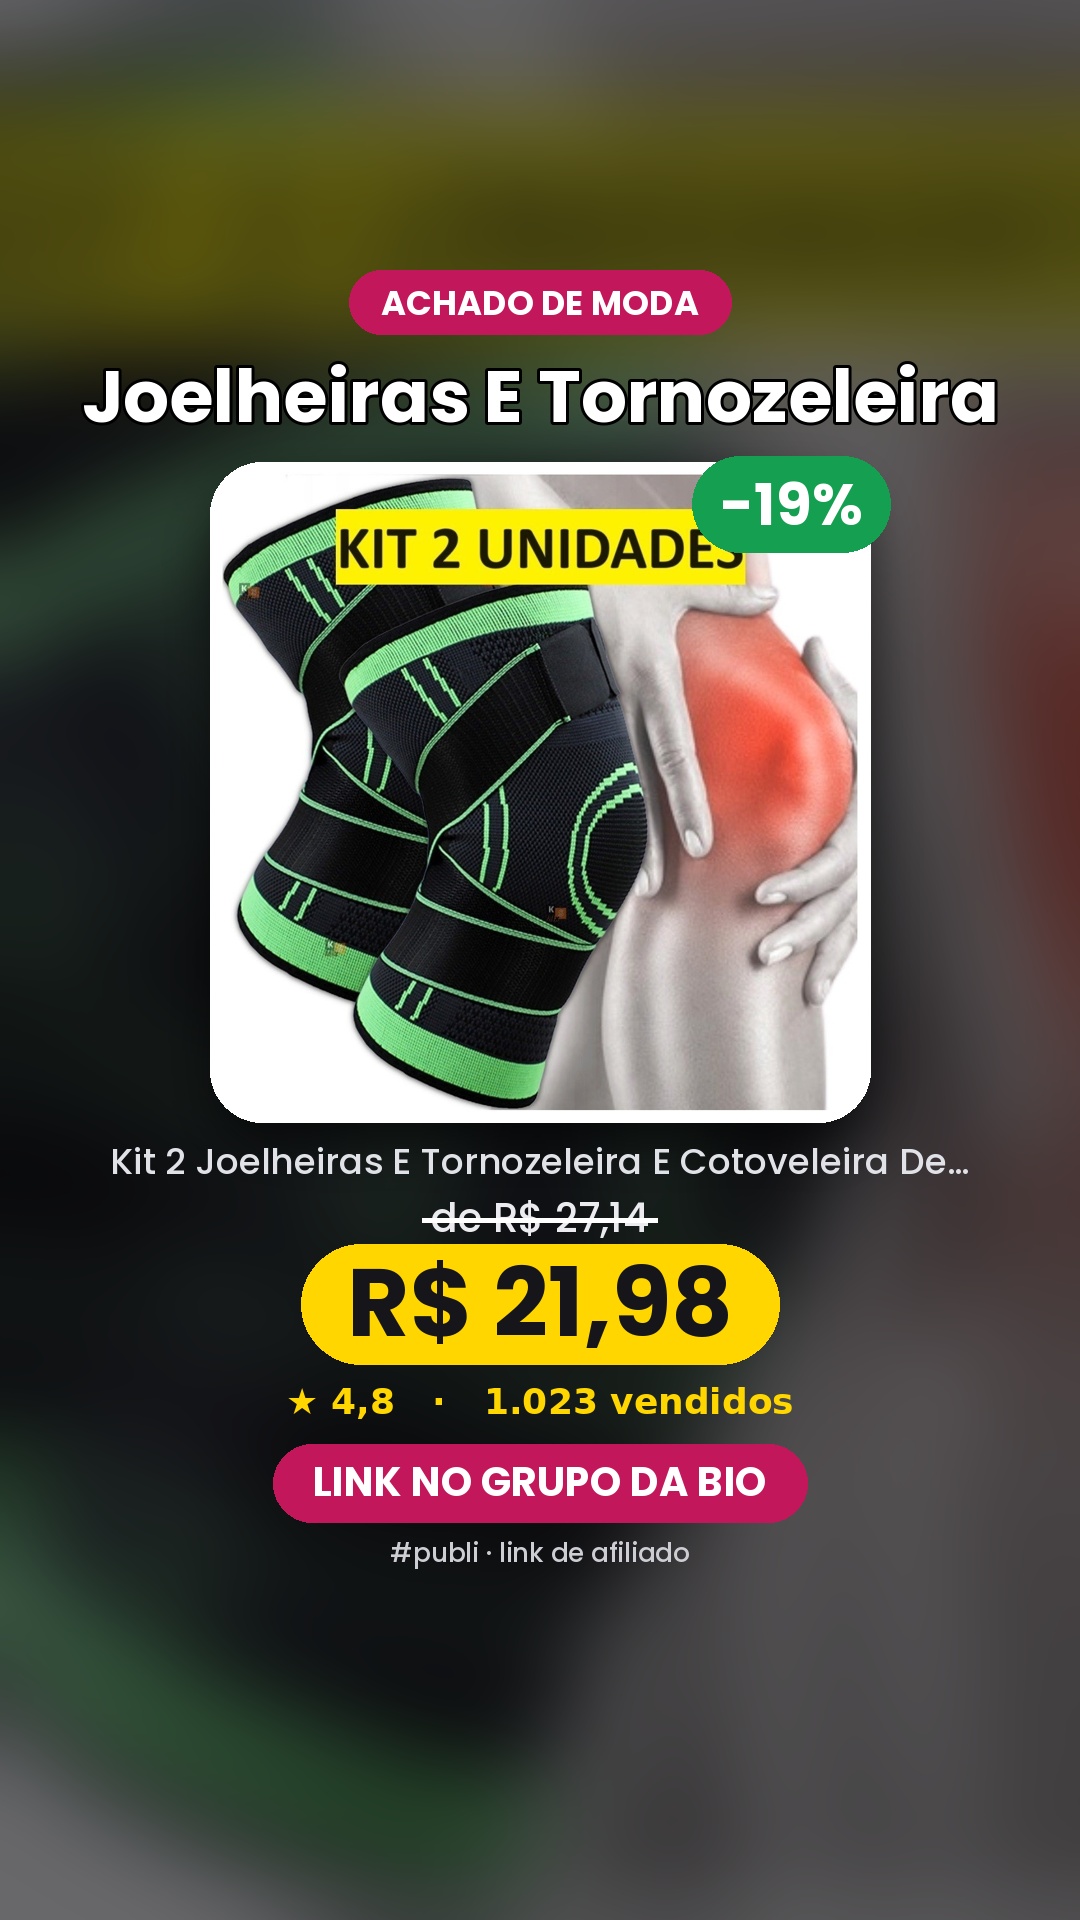 ACHADO DE MODA
Joelheiras E Tornozeleira
-19%
KIT 2 UNIDADES
Kit 2 Joelheiras E Tornozeleira E Cotoveleira De...
de R$ 27,14
R$ 21,98
★ 4,8 · 1.023 vendidos
LINK NO GRUPO DA BIO
#publi · link de afiliado